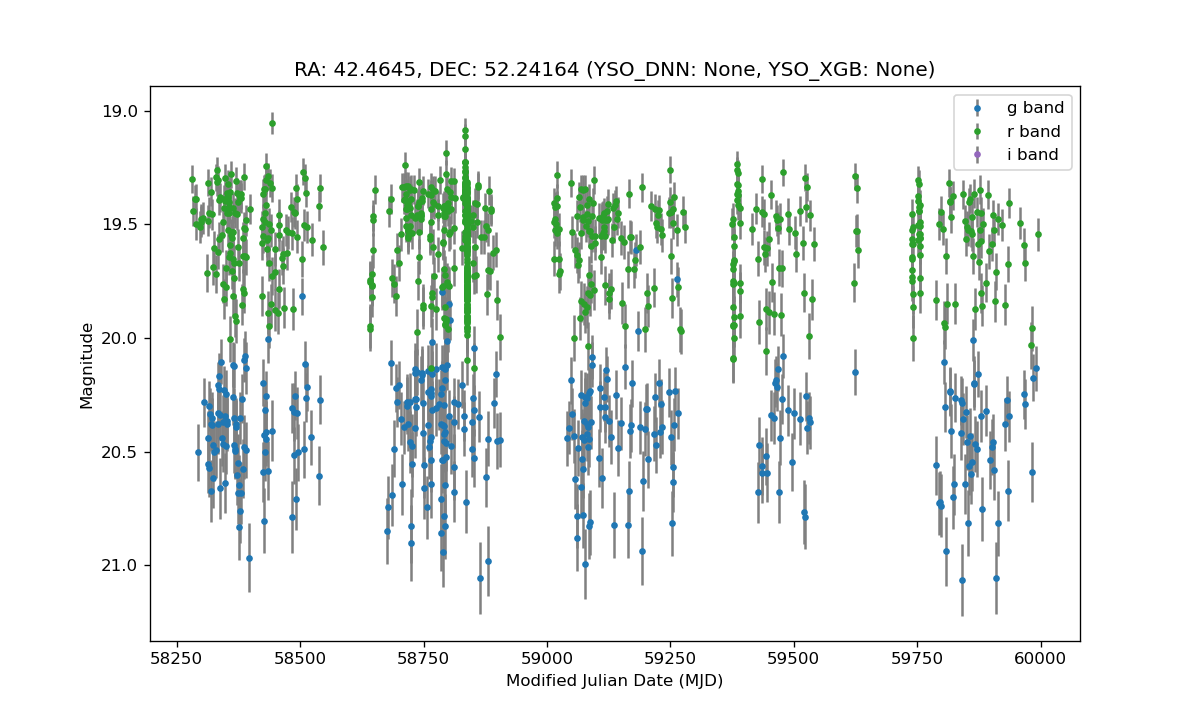 RA: 42.4645, DEC: 52.24164 (YSO_DNN: None, YSO_XGB: None)
g band
r band
i band
19.0
19.5
20.0
20.5
21.0
Magnitude
58250 58500 58750 59000 59250 59500 59750 60000
Modified Julian Date (MJD)